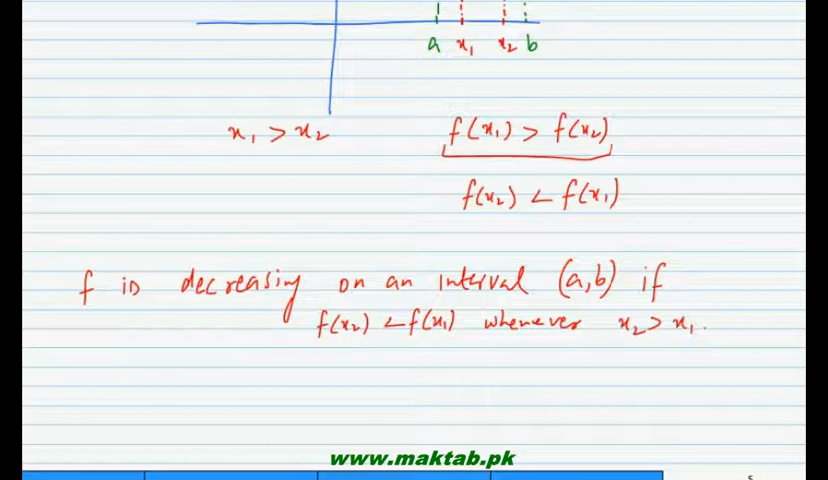 a x₁ x₂ b
x₁ > x₂ f(x₁) > f(x₂)
f(x₂) < f(x₁)
f is decreasing on an interval (a,b) if
f(x₂) < f(x₁) whenever x₂ > x₁.
www.maktab.pk
5